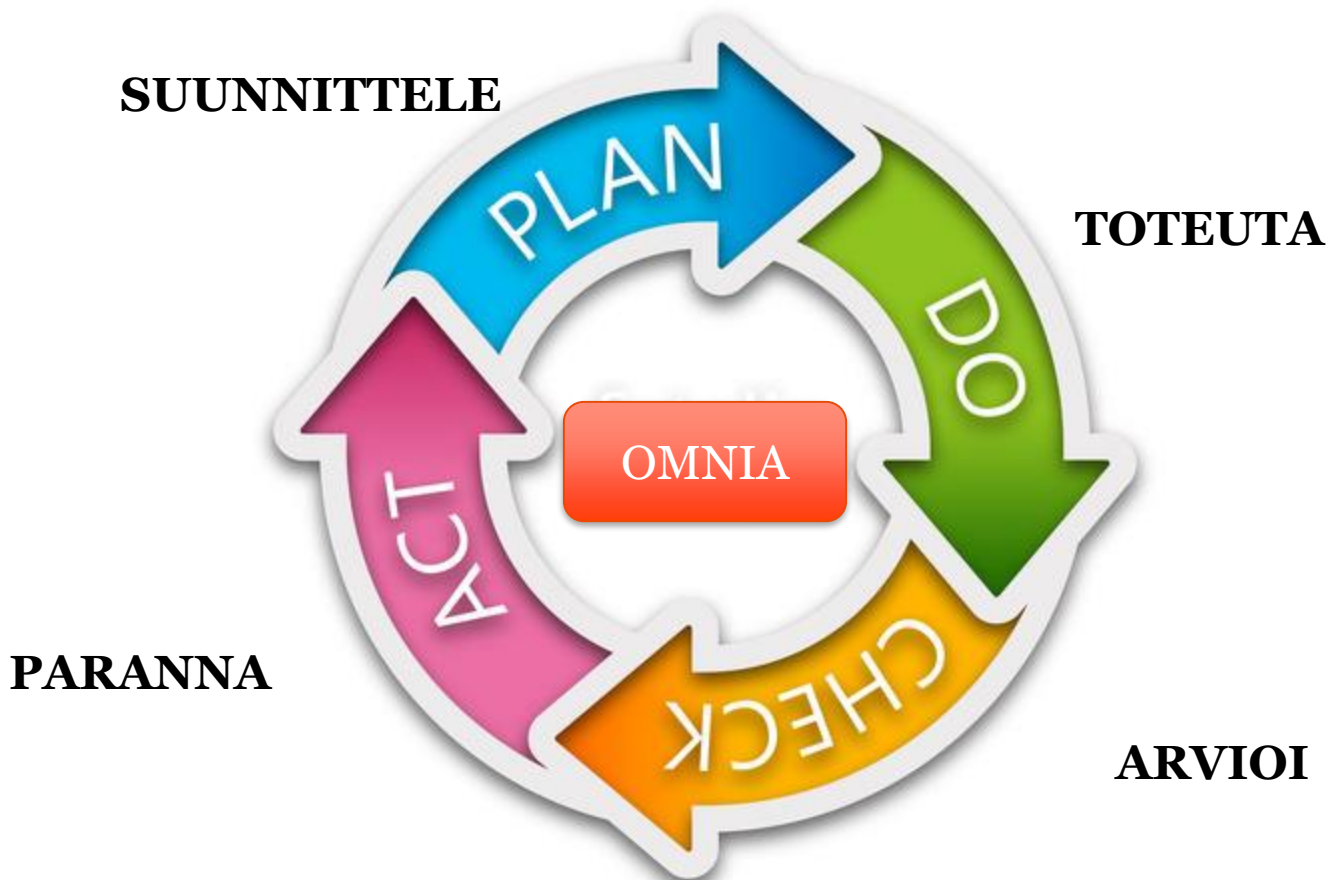 SUUNNITTELE
PLAN
TOTEUTA
DO
OMNIA
ACT
CHECK
PARANNA
ARVIOI